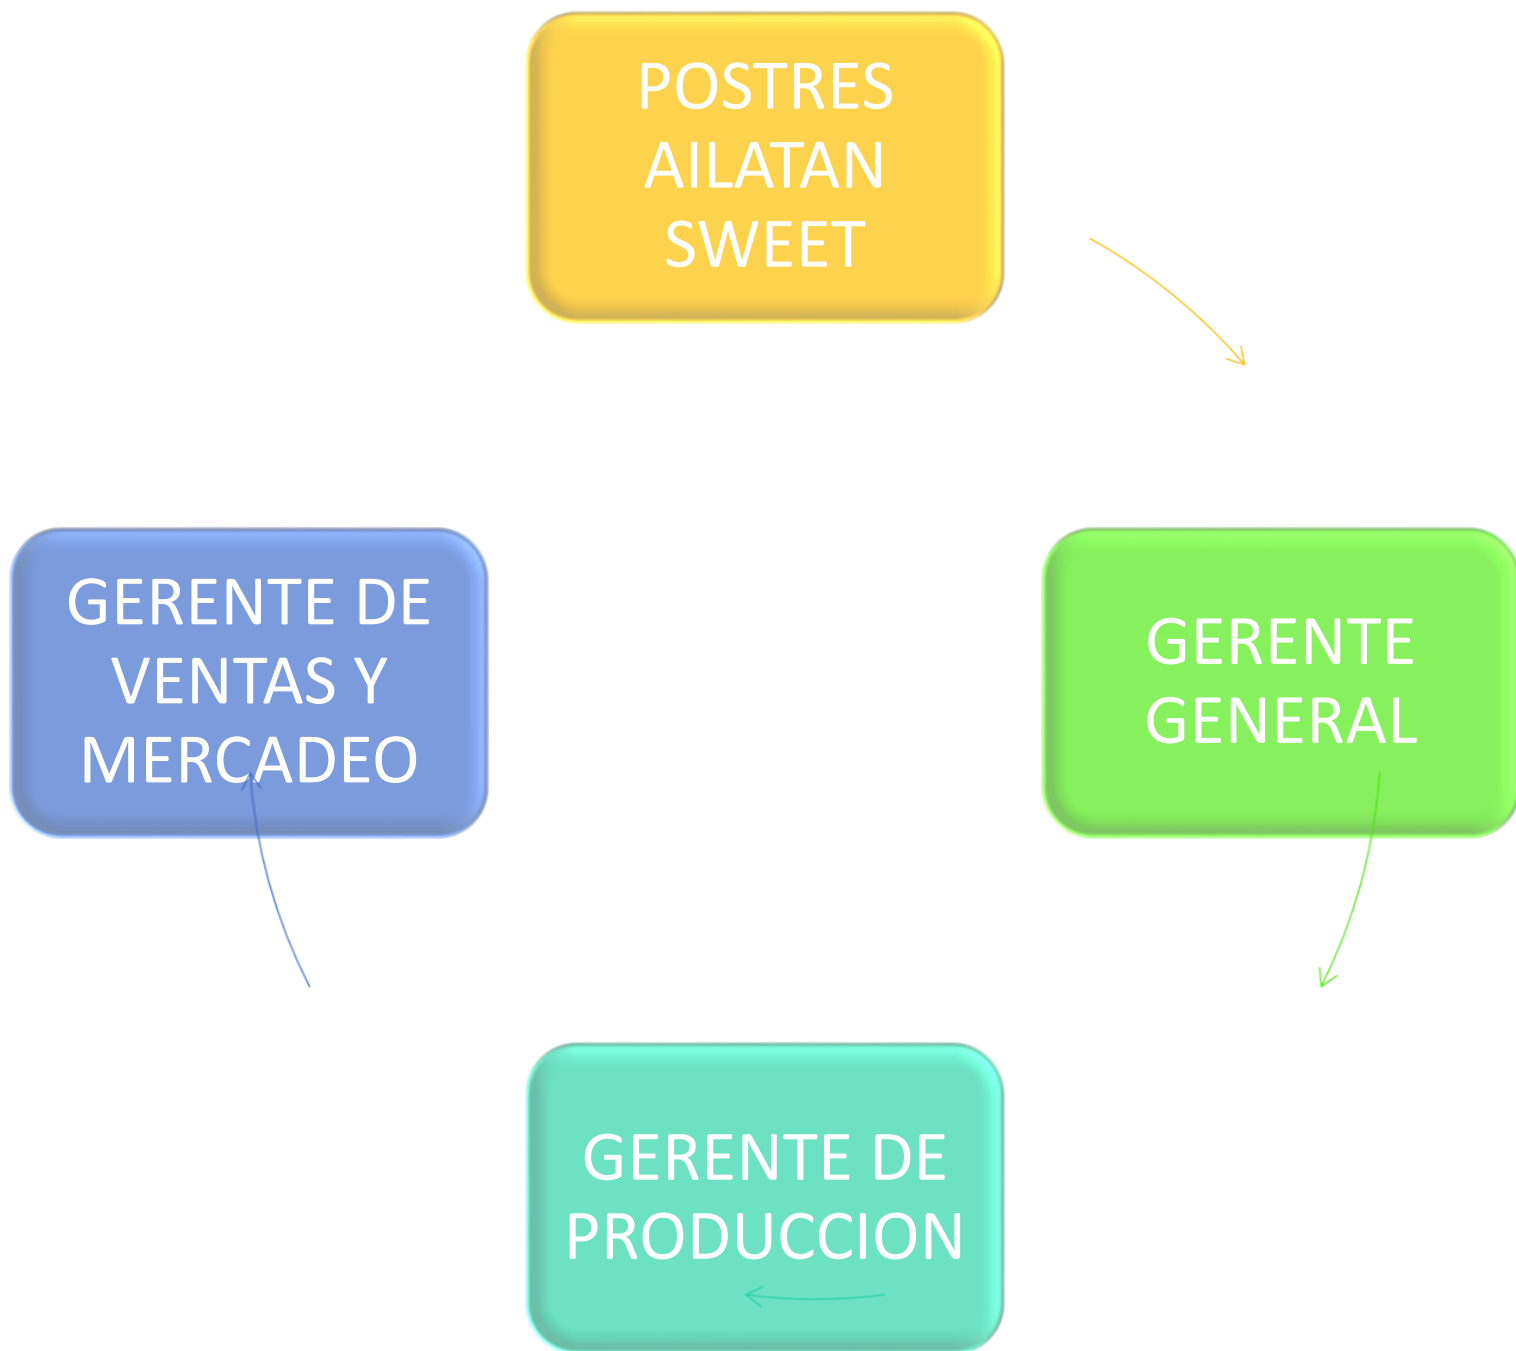 POSTRES
AILATAN
SWEET
GERENTE DE
VENTAS Y
MERCADEO
GERENTE
GENERAL
GERENTE DE
PRODUCCION